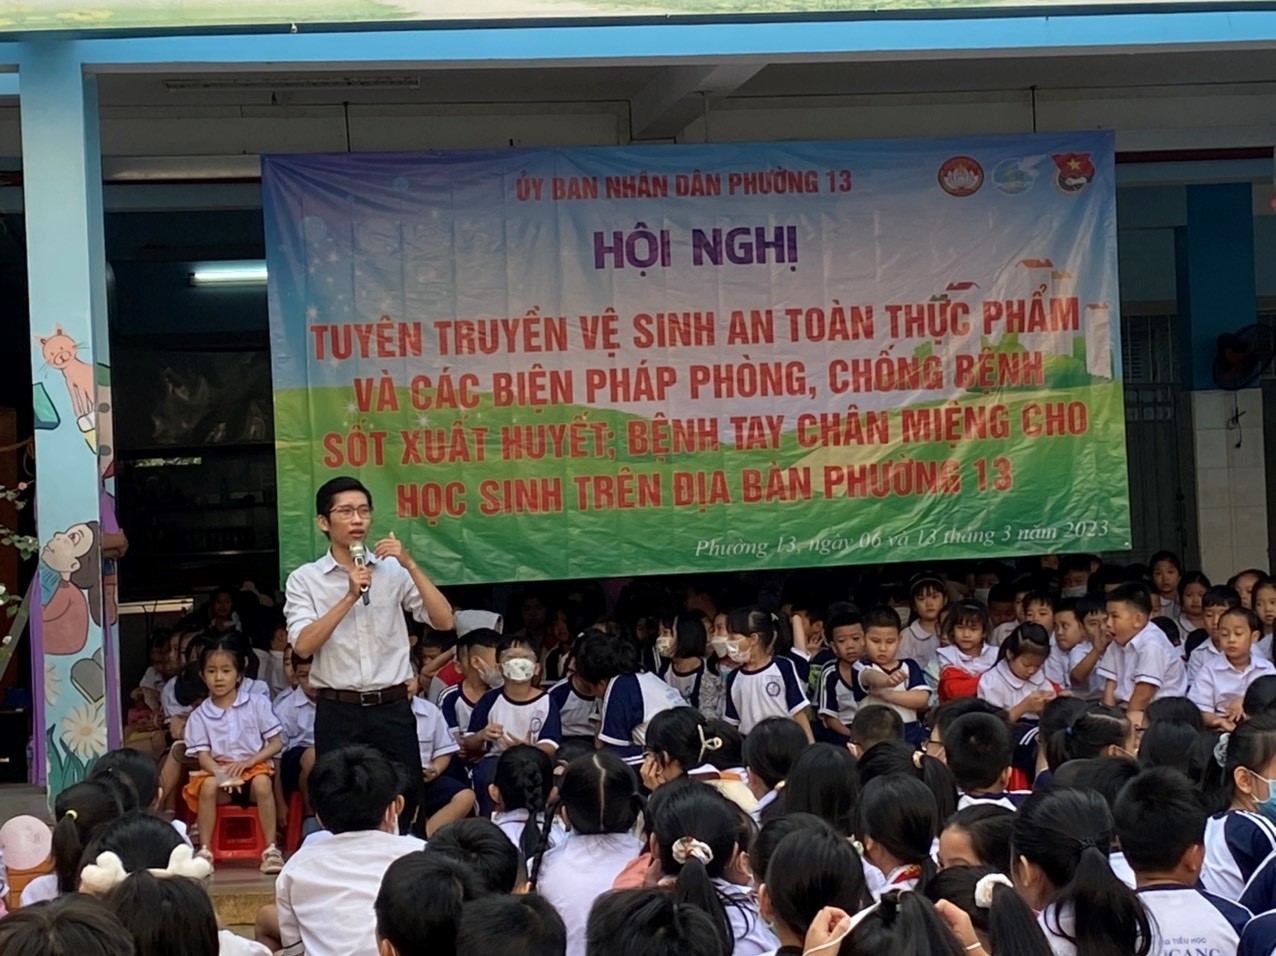 ỦY BAN NHÂN DÂN PHƯỜNG 13
HỘI NGHỊ
TUYÊN TRUYỀN VỆ SINH AN TOÀN THỰC PHẨM
VÀ CÁC BIỆN PHÁP PHÒNG, CHỐNG BỆNH
SỐT XUẤT HUYẾT; BỆNH TAY CHÂN MIỆNG CHO
HỌC SINH TRÊN ĐỊA BÀN PHƯỜNG 13
Phường 13, ngày 06 và 13 tháng 3 năm 2023
TIỂU HỌC